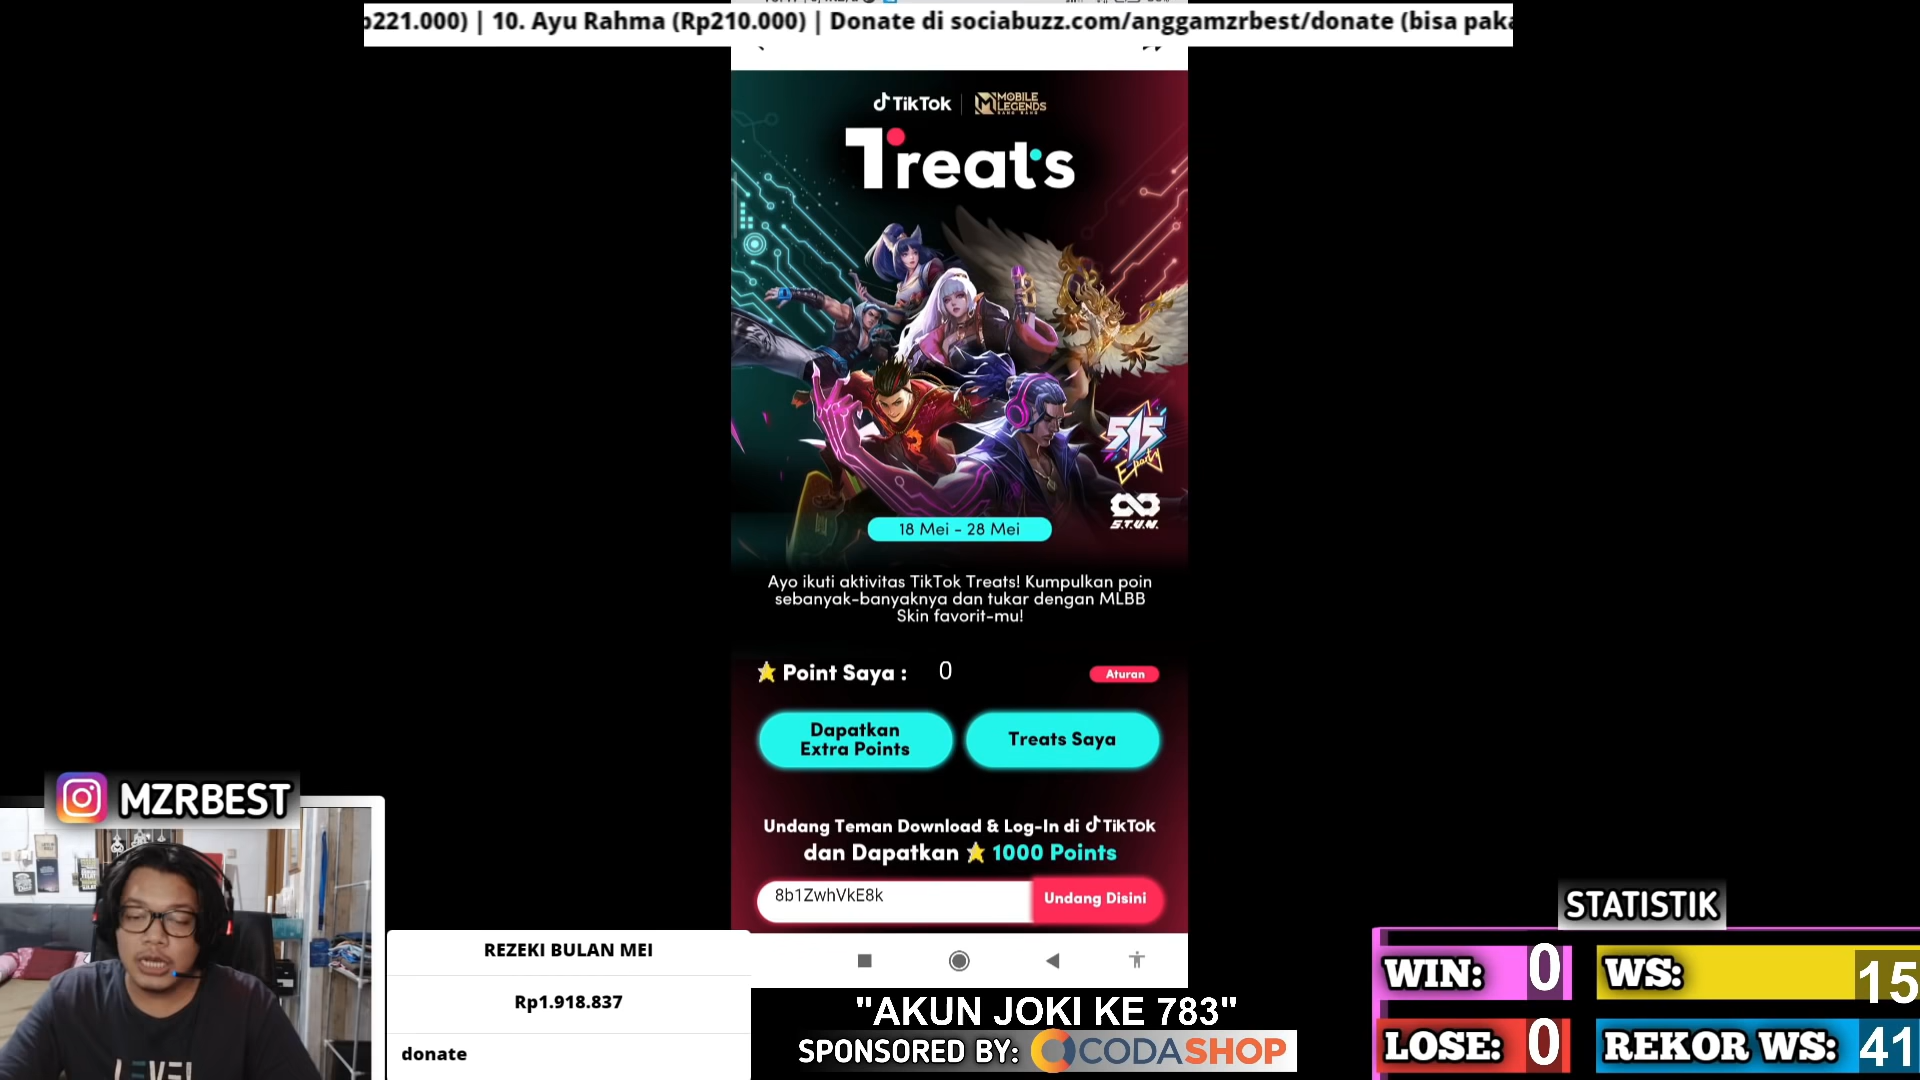 221.000) | 10. Ayu Rahma (Rp210.000) | Donate di sociabuzz.com/anggamzrbest/donate (bisa
TikTok
MOBILE LEGENDS
BANG BANG
Treats
515
E-party
S.T.U.N.
18 Mei - 28 Mei
Ayo ikuti aktivitas TikTok Treats! Kumpulkan poin
sebanyak-banyaknya dan tukar dengan MLBB
Skin favorit-mu!
Point Saya : 0
Aturan
Dapatkan
Extra Points
Treats Saya
Undang Teman Download & Log-In di TikTok
dan Dapatkan 1000 Points
8b1ZwhVkE8k
Undang Disini
MZRBEST
REZEKI BULAN MEI
Rp1.918.837
donate
"AKUN JOKI KE 783"
SPONSORED BY: CODASHOP
STATISTIK
WIN: 0
WS: 15
LOSE: 0
REKOR WS: 41